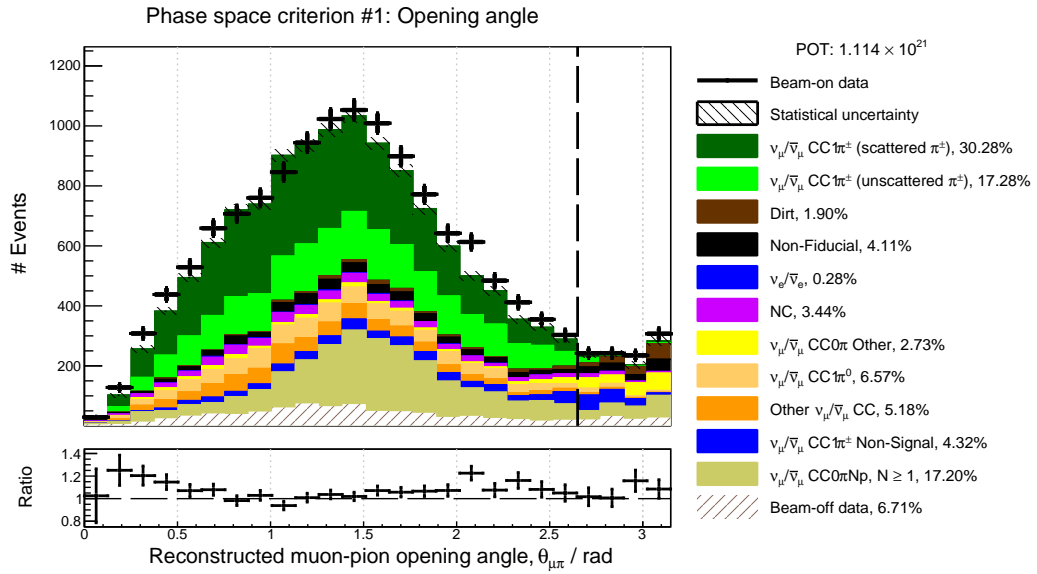 Phase space criterion #1: Opening angle
POT: 1.114 × 10²¹
Beam-on data
Statistical uncertainty
ν_μ/ν̅_μ CC1π± (scattered π±), 30.28%
ν_μ/ν̅_μ CC1π± (unscattered π±), 17.28%
Dirt, 1.90%
Non-Fiducial, 4.11%
ν_e/ν̅_e, 0.28%
NC, 3.44%
ν_μ/ν̅_μ CC0π Other, 2.73%
ν_μ/ν̅_μ CC1π⁰, 6.57%
Other ν_μ/ν̅_μ CC, 5.18%
ν_μ/ν̅_μ CC1π± Non-Signal, 4.32%
ν_μ/ν̅_μ CC0πNp, N ≥ 1, 17.20%
Beam-off data, 6.71%
# Events
1200
1000
800
600
400
200
Ratio
1.4
1.2
1
0.8
0 0.5 1 1.5 2 2.5 3
Reconstructed muon-pion opening angle, θ_μπ / rad